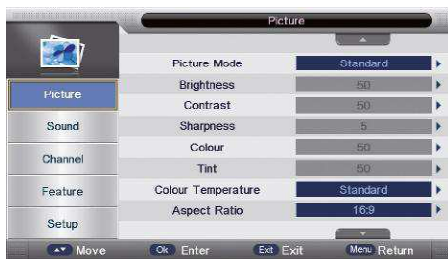 Picture
Picture
Sound
Channel
Feature
Setup
Picture Mode Standard
Brightness 50
Contrast 50
Sharpness 5
Colour 50
Tint 50
Colour Temperature Standard
Aspect Ratio 16:9
Move Ok Enter Exit Exit Menu Return